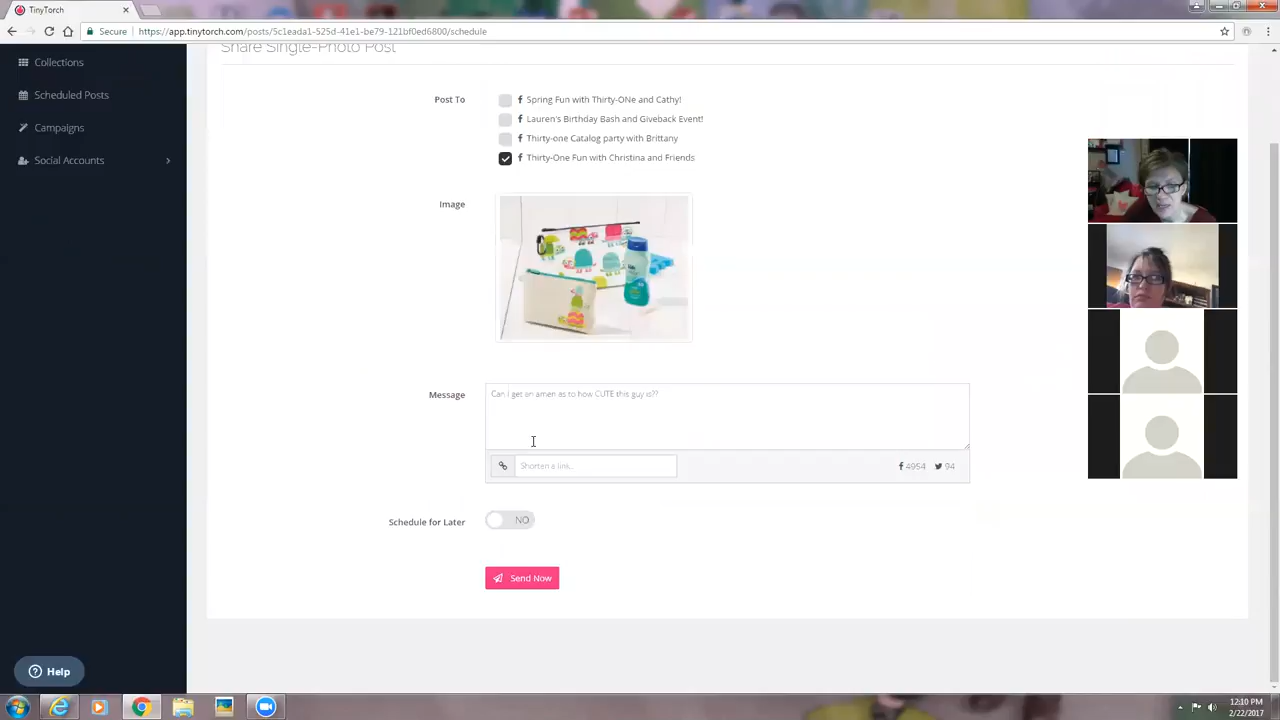 TinyTorch
Secure https://app.tinytorch.com/posts/5c1eada1-525d-41e1-be79-121bf0ed6800/schedule
Share Single-Photo Post
Collections
Scheduled Posts
Campaigns
Social Accounts
Post To
Spring Fun with Thirty-ONe and Cathy!
Lauren's Birthday Bash and Giveback Event!
Thirty-one Catalog party with Brittany
Thirty-One Fun with Christina and Friends
Image
Message
Can I get an amen as to how CUTE this guy is??
Shorten a link..
4954 94
Schedule for Later
NO
Send Now
Help
12:10 PM
2/22/2017